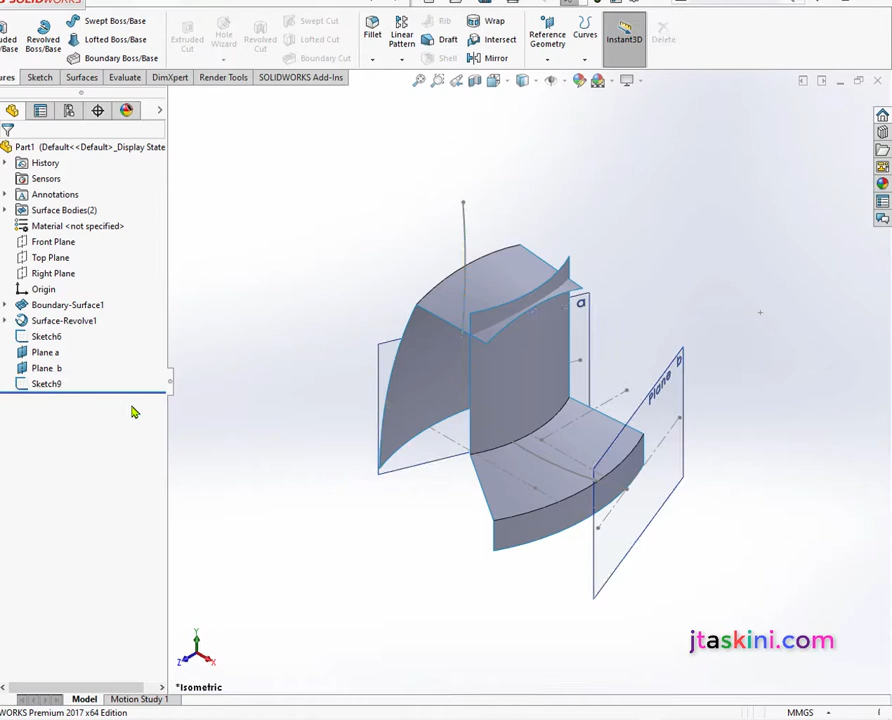 Swept Boss/Base
Lofted Boss/Base
Boundary Boss/Base
Revolved Boss/Base
Extruded Cut
Hole Wizard
Revolved Cut
Swept Cut
Lofted Cut
Boundary Cut
Fillet
Linear Pattern
Rib
Draft
Shell
Wrap
Intersect
Mirror
Reference Geometry
Curves
Instant3D
Delete
Sketch
Surfaces
Evaluate
DimXpert
Render Tools
SOLIDWORKS Add-Ins
Part1 (Default<<Default>_Display State
History
Sensors
Annotations
Surface Bodies(2)
Material <not specified>
Front Plane
Top Plane
Right Plane
Origin
Boundary-Surface1
Surface-Revolve1
Sketch6
Plane a
Plane b
Sketch9
a
Plane b
Y
Z
X
*Isometric
jtaskini.com
Model
Motion Study 1
WORKS Premium 2017 x64 Edition
MMGS